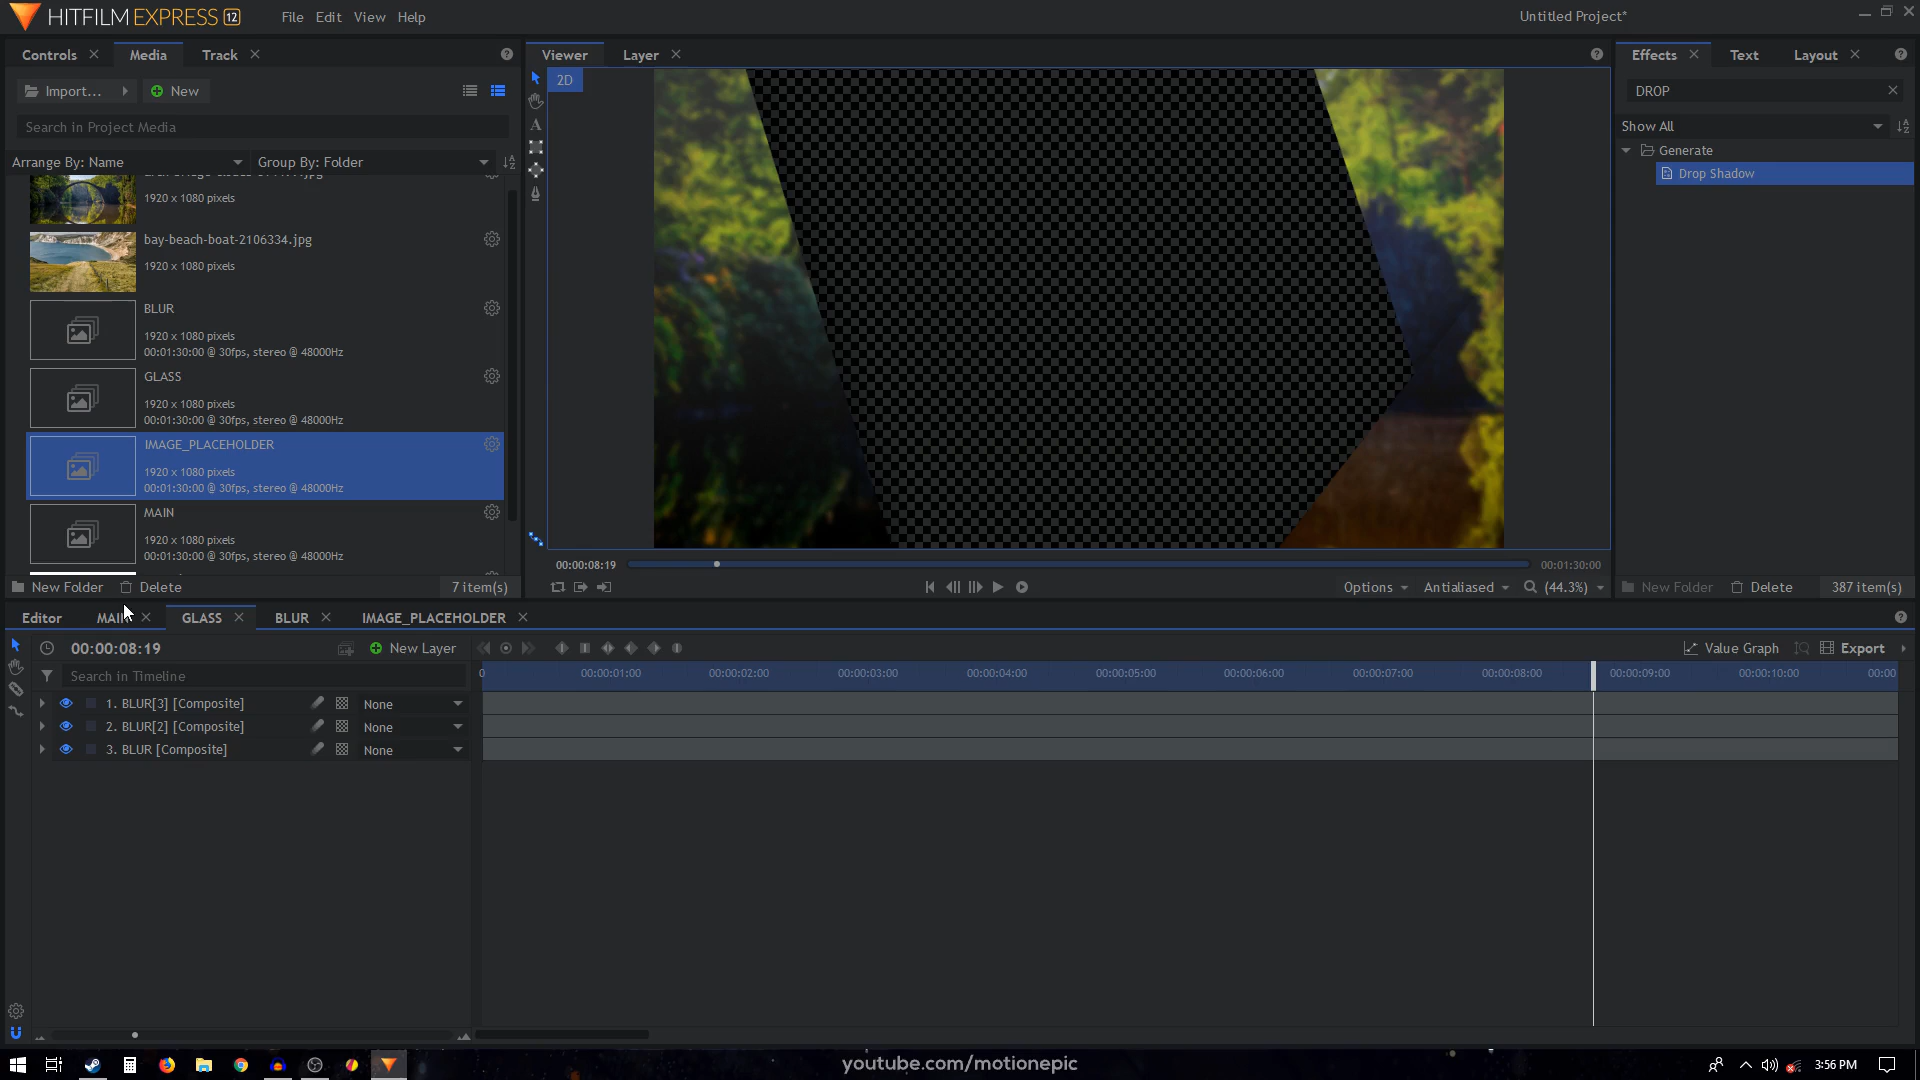 HITFILM EXPRESS 12
File Edit View Help
Untitled Project*
Controls
Media
Track
Import...
New
Search in Project Media
Arrange By: Name
Group By: Folder
1920 x 1080 pixels
bay-beach-boat-2106334.jpg
1920 x 1080 pixels
BLUR
1920 x 1080 pixels
00:01:30:00 @ 30fps, stereo @ 48000Hz
GLASS
1920 x 1080 pixels
00:01:30:00 @ 30fps, stereo @ 48000Hz
IMAGE_PLACEHOLDER
1920 x 1080 pixels
00:01:30:00 @ 30fps, stereo @ 48000Hz
MAIN
1920 x 1080 pixels
00:01:30:00 @ 30fps, stereo @ 48000Hz
New Folder
Delete
7 item(s)
Viewer
Layer
2D
A
00:00:08:19
00:01:30:00
Options
Antialiased
(44.3%)
Effects
Text
Layout
DROP
Show All
Generate
Drop Shadow
New Folder
Delete
387 item(s)
Editor
MAIN
GLASS
BLUR
IMAGE_PLACEHOLDER
00:00:08:19
New Layer
Value Graph
Export
Search in Timeline
0
00:00:01:00
00:00:02:00
00:00:03:00
00:00:04:00
00:00:05:00
00:00:06:00
00:00:07:00
00:00:08:00
00:00:09:00
00:00:10:00
00:00
1. BLUR[3] [Composite]
None
2. BLUR[2] [Composite]
None
3. BLUR [Composite]
None
youtube.com/motionepic
3:56 PM